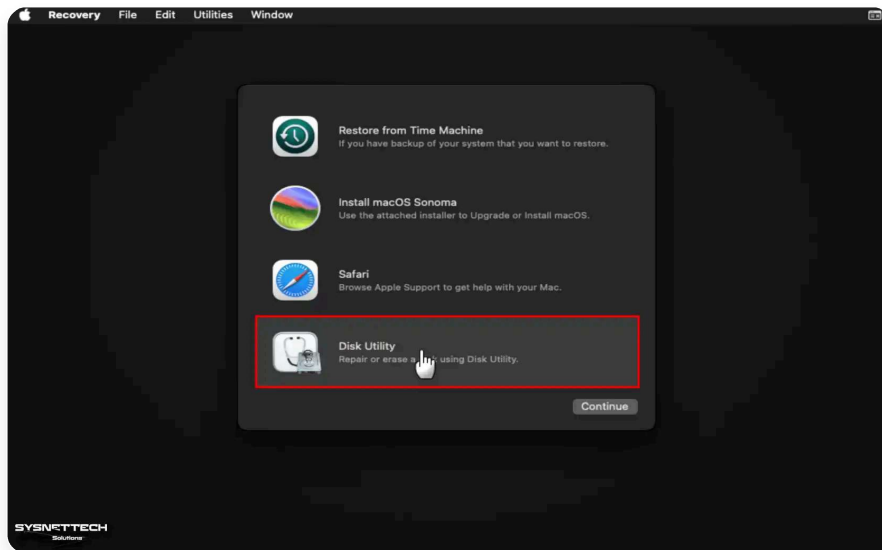 Recovery File Edit Utilities Window
Restore from Time Machine
If you have backup of your system that you want to restore.
Install macOS Sonoma
Use the attached installer to Upgrade or Install macOS.
Safari
Browse Apple Support to get help with your Mac.
Disk Utility
Repair or erase a using Disk Utility.
Continue
SYSNETTECH
Solutions